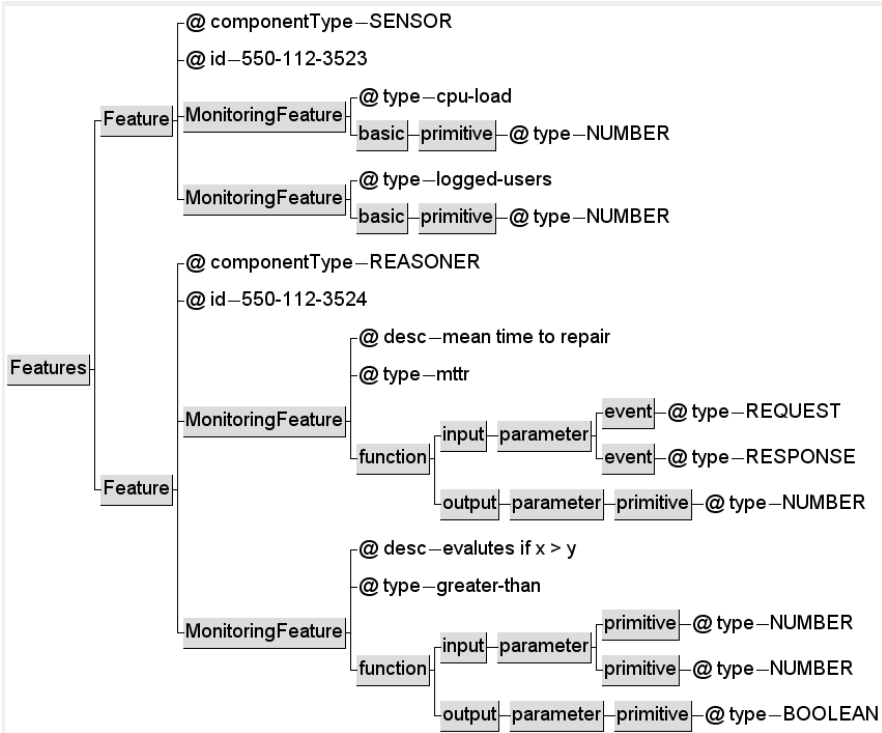 @ componentType–SENSOR
@ id–550-112-3523
@ type–cpu-load
Feature
MonitoringFeature
basic primitive @ type–NUMBER
@ type–logged-users
MonitoringFeature
basic primitive @ type–NUMBER
@ componentType–REASONER
@ id–550-112-3524
@ desc–mean time to repair
Features
@ type–mttr
MonitoringFeature
event @ type–REQUEST
input parameter
function
event @ type–RESPONSE
Feature
output parameter primitive @ type–NUMBER
@ desc–evalutes if x > y
@ type–greater-than
MonitoringFeature
primitive @ type–NUMBER
input parameter
function
primitive @ type–NUMBER
output parameter primitive @ type–BOOLEAN